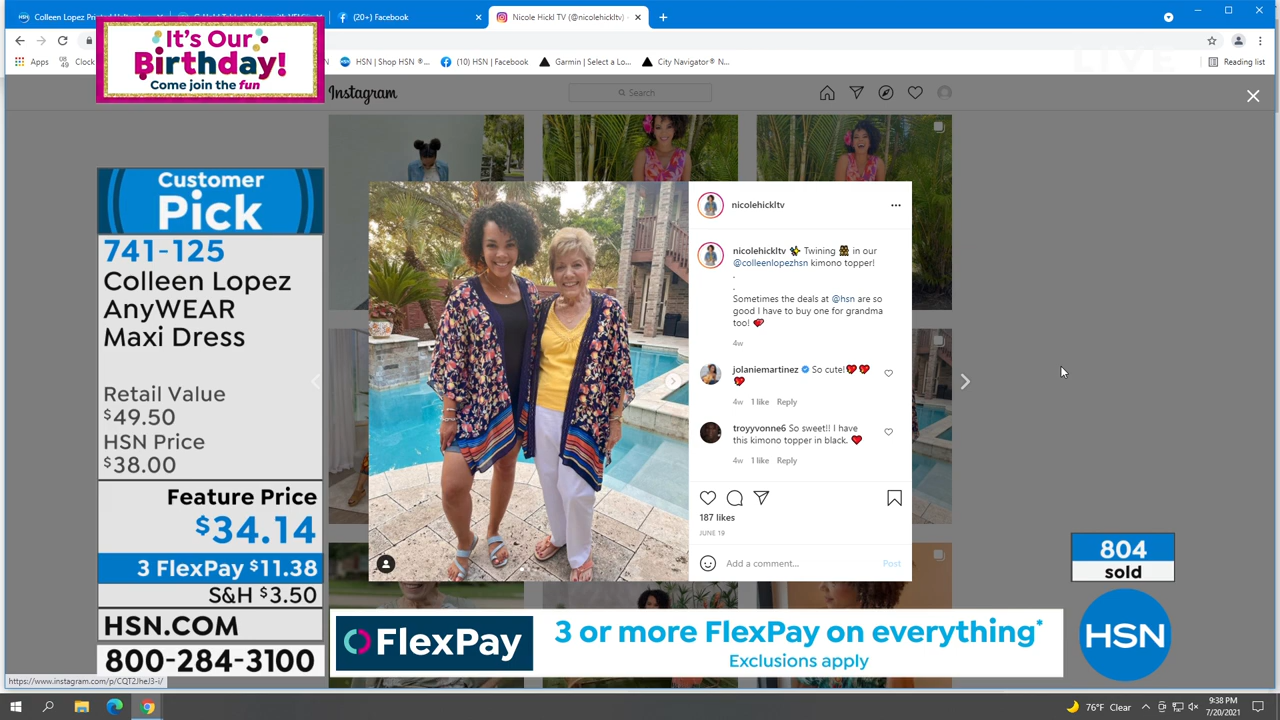 Colleen Lopez Printed
(20+) Facebook
Nicole Hickl TV (@nicolehickltv)
Apps
Clock
HSN | Shop HSN
(10) HSN | Facebook
Garmin | Select a Lo...
City Navigator® N...
Reading list
It's Our
Birthday!
Come join the fun
Instagram
Search
LIVE
Customer
Pick
741-125
Colleen Lopez
AnyWEAR
Maxi Dress
Retail Value
$49.50
HSN Price
$38.00
Feature Price
$34.14
3 FlexPay $11.38
S&H $3.50
HSN.COM
800-284-3100
nicolehickltv
nicolehickltv Twining in our
@colleenlopezhsn kimono topper!
.
.
Sometimes the deals at @hsn are so
good I have to buy one for grandma
too!
4w
jolaniemartinez So cute!
4w 1 like Reply
troyyvonne6 So sweet!! I have
this kimono topper in black.
4w 1 like Reply
187 likes
JUNE 19
Add a comment...
Post
804
sold
FlexPay
3 or more FlexPay on everything*
Exclusions apply
HSN
https://www.instagram.com/p/CQT2JheJ3-i/
76°F Clear
9:38 PM
7/20/2021